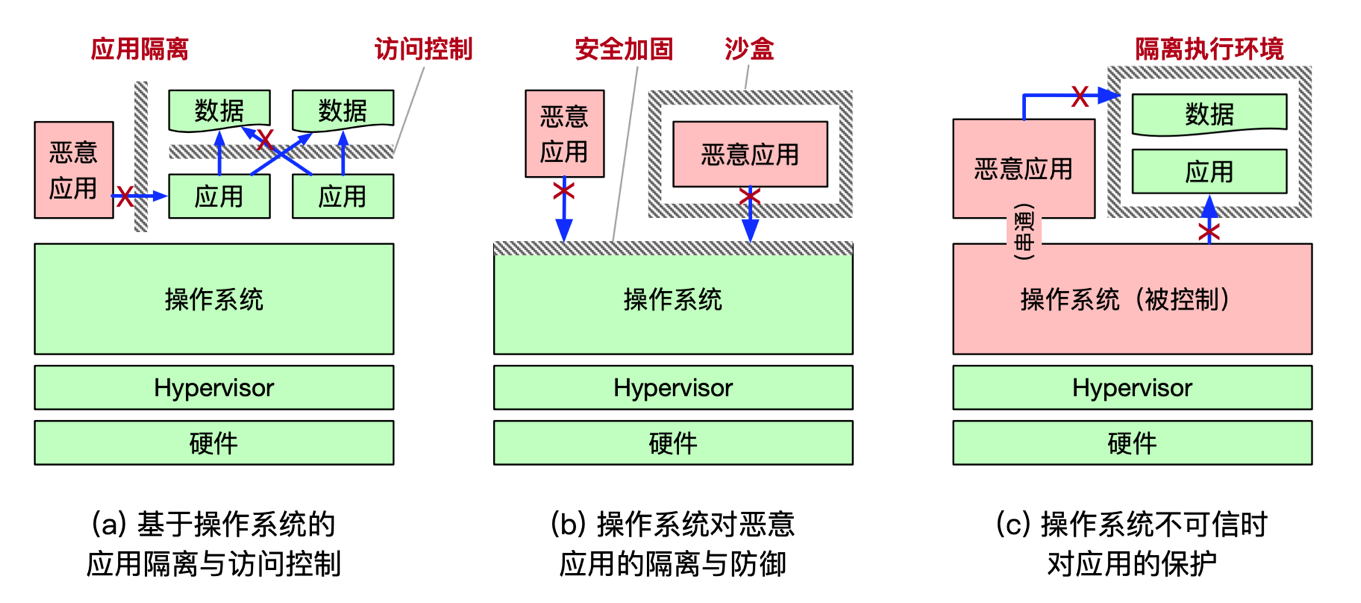 应用隔离
访问控制
恶意
应用
数据
数据
应用
应用
操作系统
Hypervisor
硬件
(a) 基于操作系统的
应用隔离与访问控制
安全加固
沙盒
恶意
应用
恶意应用
操作系统
Hypervisor
硬件
(b) 操作系统对恶意
应用的隔离与防御
隔离执行环境
恶意应用
数据
应用
(串通)
操作系统（被控制）
Hypervisor
硬件
(c) 操作系统不可信时
对应用的保护